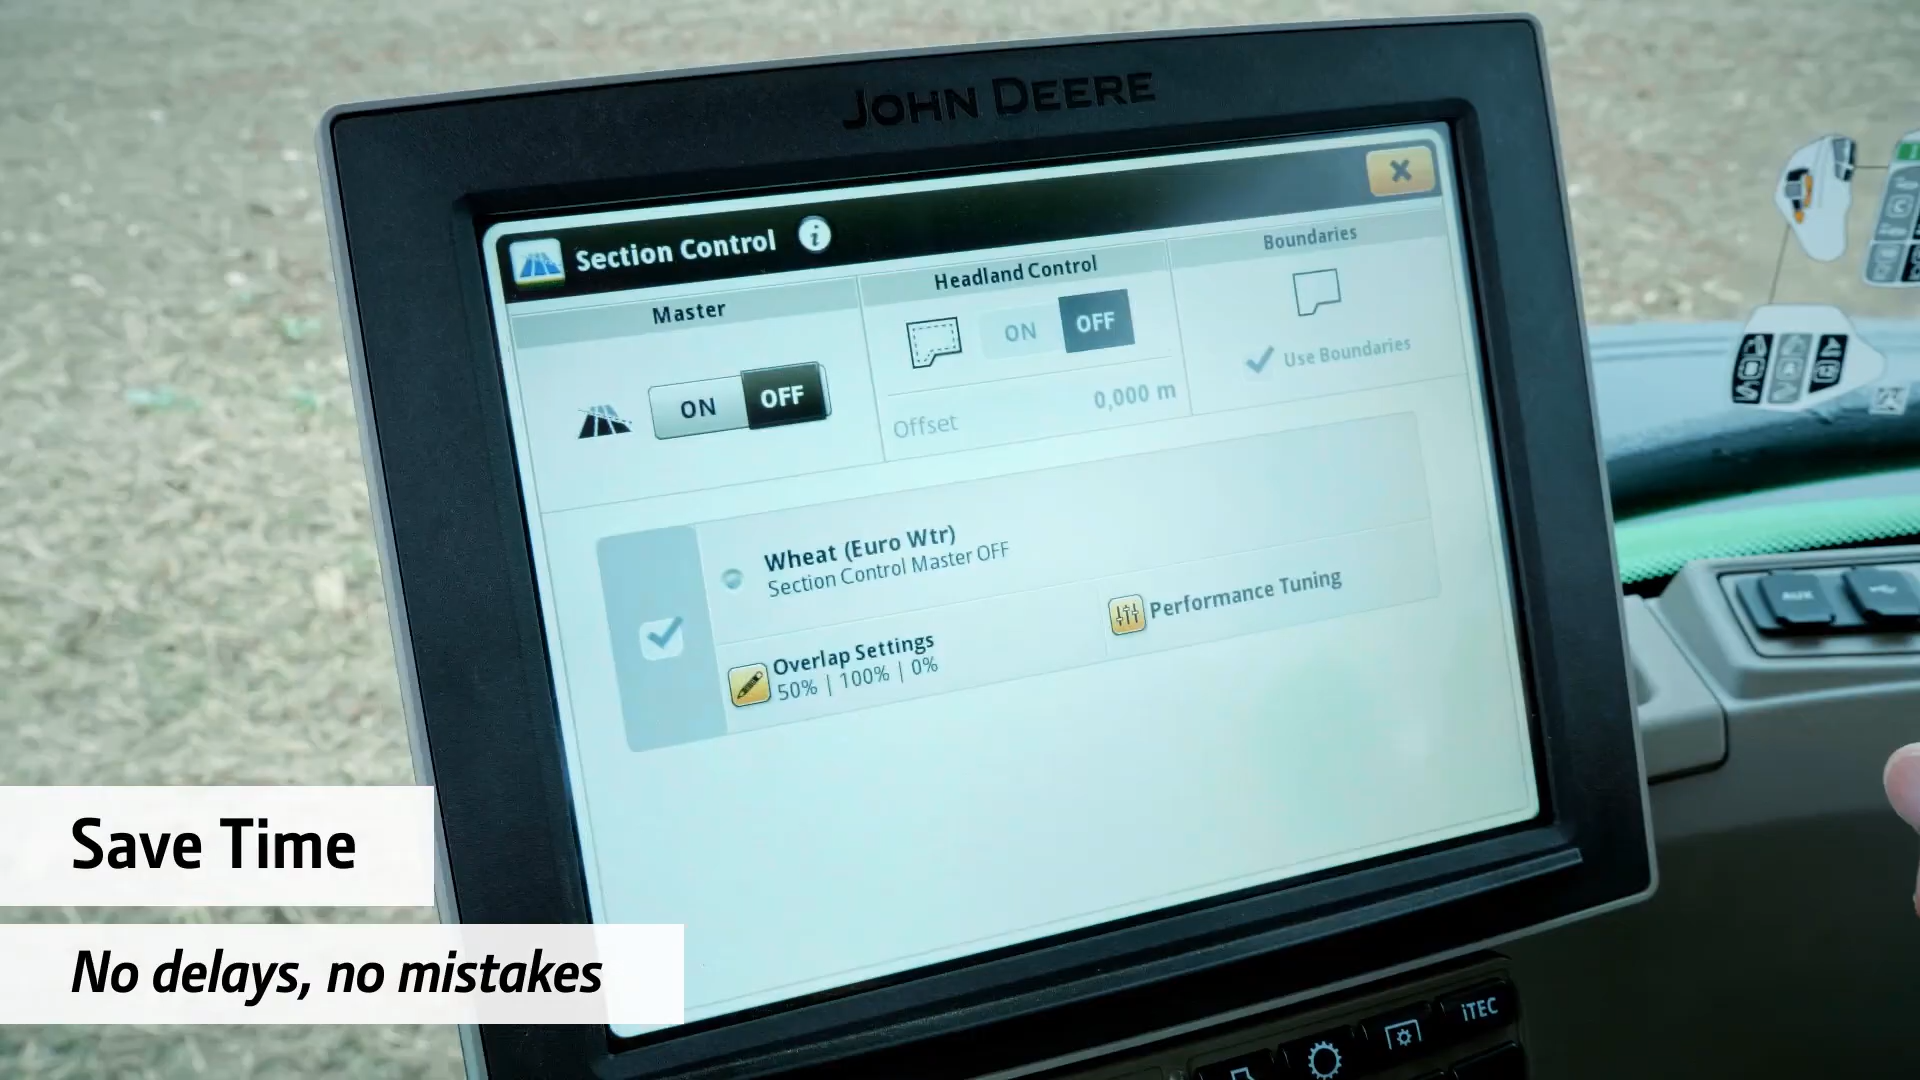 JOHN DEERE
Section Control
Master
ON OFF
Headland Control
ON OFF
Offset 0,000 m
Boundaries
Use Boundaries
Wheat (Euro Wtr)
Section Control Master OFF
Overlap Settings
50% | 100% | 0%
Performance Tuning
AUX
iTEC
Save Time
No delays, no mistakes